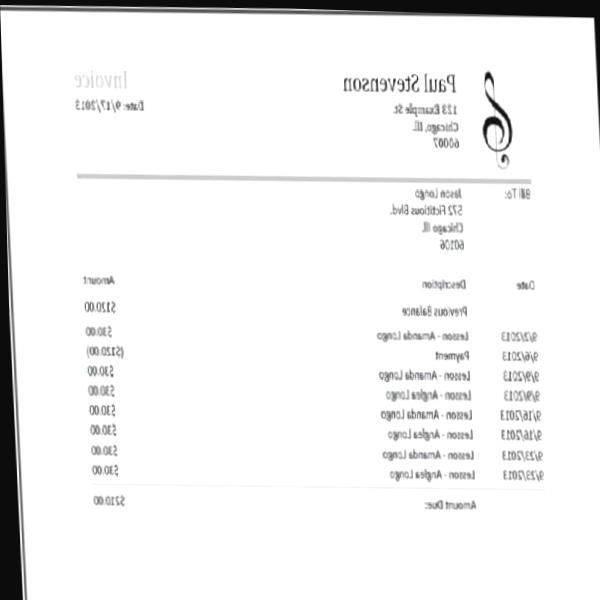 Paul Stevenson Invoice
123 Example St. Date: 9/17/2013
Chicago, Ill.
60007
Bill To: Jason Longo
572 Fictitious Blvd.
Chicago Ill.
60106
Date Description Amount
Previous Balance $120.00
9/2/2013 Lesson - Amanda Longo $30.00
9/6/2013 Payment ($120.00)
9/9/2013 Lesson - Amanda Longo $30.00
9/9/2013 Lesson - Anglea Longo $30.00
9/16/2013 Lesson - Amanda Longo $30.00
9/16/2013 Lesson - Anglea Longo $30.00
9/23/2013 Lesson - Amanda Longo $30.00
9/23/2013 Lesson - Anglea Longo $30.00
Amount Due: $210.00